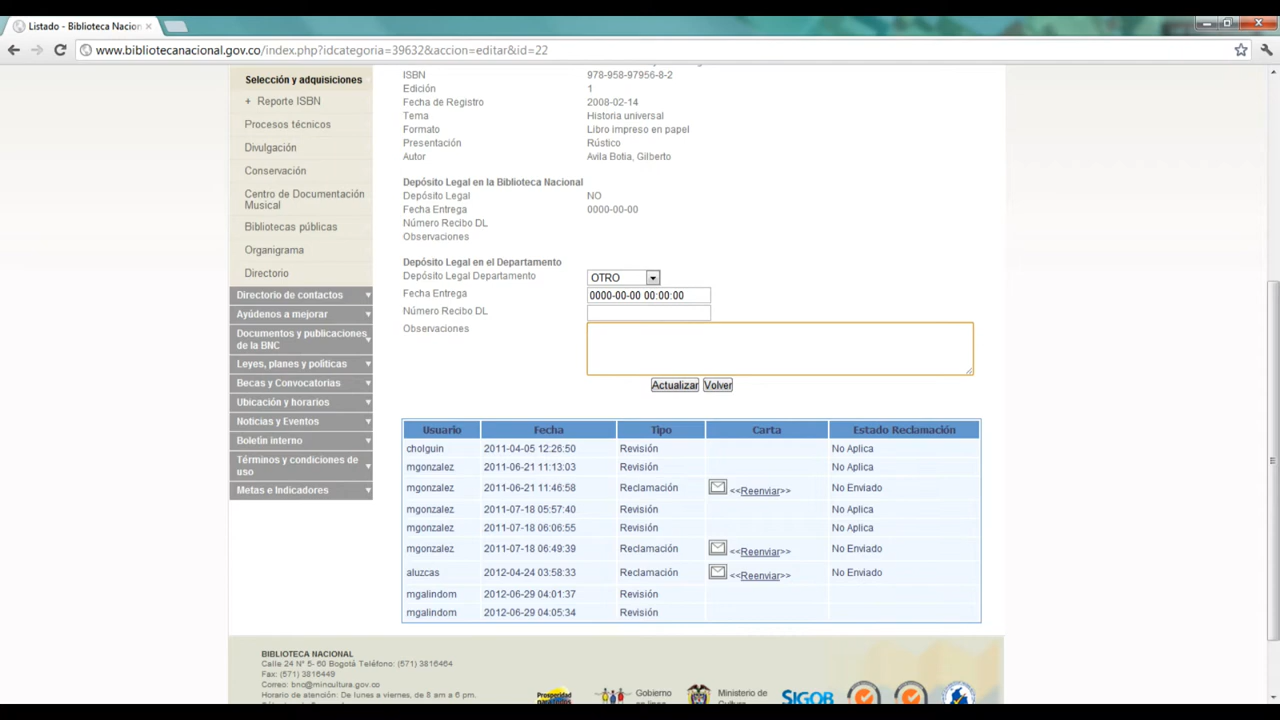 Listado - Biblioteca Nacion
www.bibliotecanacional.gov.co/index.php?idcategoria=39632&accion=editar&id=22
Selección y adquisiciones
+ Reporte ISBN
Procesos técnicos
Divulgación
Conservación
Centro de Documentación
Musical
Bibliotecas públicas
Organigrama
Directorio
Directorio de contactos
Ayúdenos a mejorar
Documentos y publicaciones
de la BNC
Leyes, planes y políticas
Becas y Convocatorias
Ubicación y horarios
Noticias y Eventos
Boletín interno
Términos y condiciones de
uso
Metas e Indicadores
ISBN 978-958-97956-8-2
Edición 1
Fecha de Registro 2008-02-14
Tema Historia universal
Formato Libro impreso en papel
Presentación Rústico
Autor Avila Botia, Gilberto
Depósito Legal en la Biblioteca Nacional
Depósito Legal NO
Fecha Entrega 0000-00-00
Número Recibo DL
Observaciones
Depósito Legal en el Departamento
Depósito Legal Departamento OTRO
Fecha Entrega 0000-00-00 00:00:00
Número Recibo DL
Observaciones
Actualizar Volver
Usuario Fecha Tipo Carta Estado Reclamación
cholguin 2011-04-05 12:26:50 Revisión No Aplica
mgonzalez 2011-06-21 11:13:03 Revisión No Aplica
mgonzalez 2011-06-21 11:46:58 Reclamación <<Reenviar>> No Enviado
mgonzalez 2011-07-18 05:57:40 Revisión No Aplica
mgonzalez 2011-07-18 06:06:55 Revisión No Aplica
mgonzalez 2011-07-18 06:49:39 Reclamación <<Reenviar>> No Enviado
aluzcas 2012-04-24 03:58:33 Reclamación <<Reenviar>> No Enviado
mgalindom 2012-06-29 04:01:37 Revisión
mgalindom 2012-06-29 04:05:34 Revisión
BIBLIOTECA NACIONAL
Calle 24 N° 5- 60 Bogotá Teléfono: (571) 3816464
Fax: (571) 3816449
Correo: bnc@mincultura.gov.co
Horario de atención: De lunes a viernes, de 8 am a 6 pm.
Prosperidad
Gobierno
Ministerio de
SIGOB